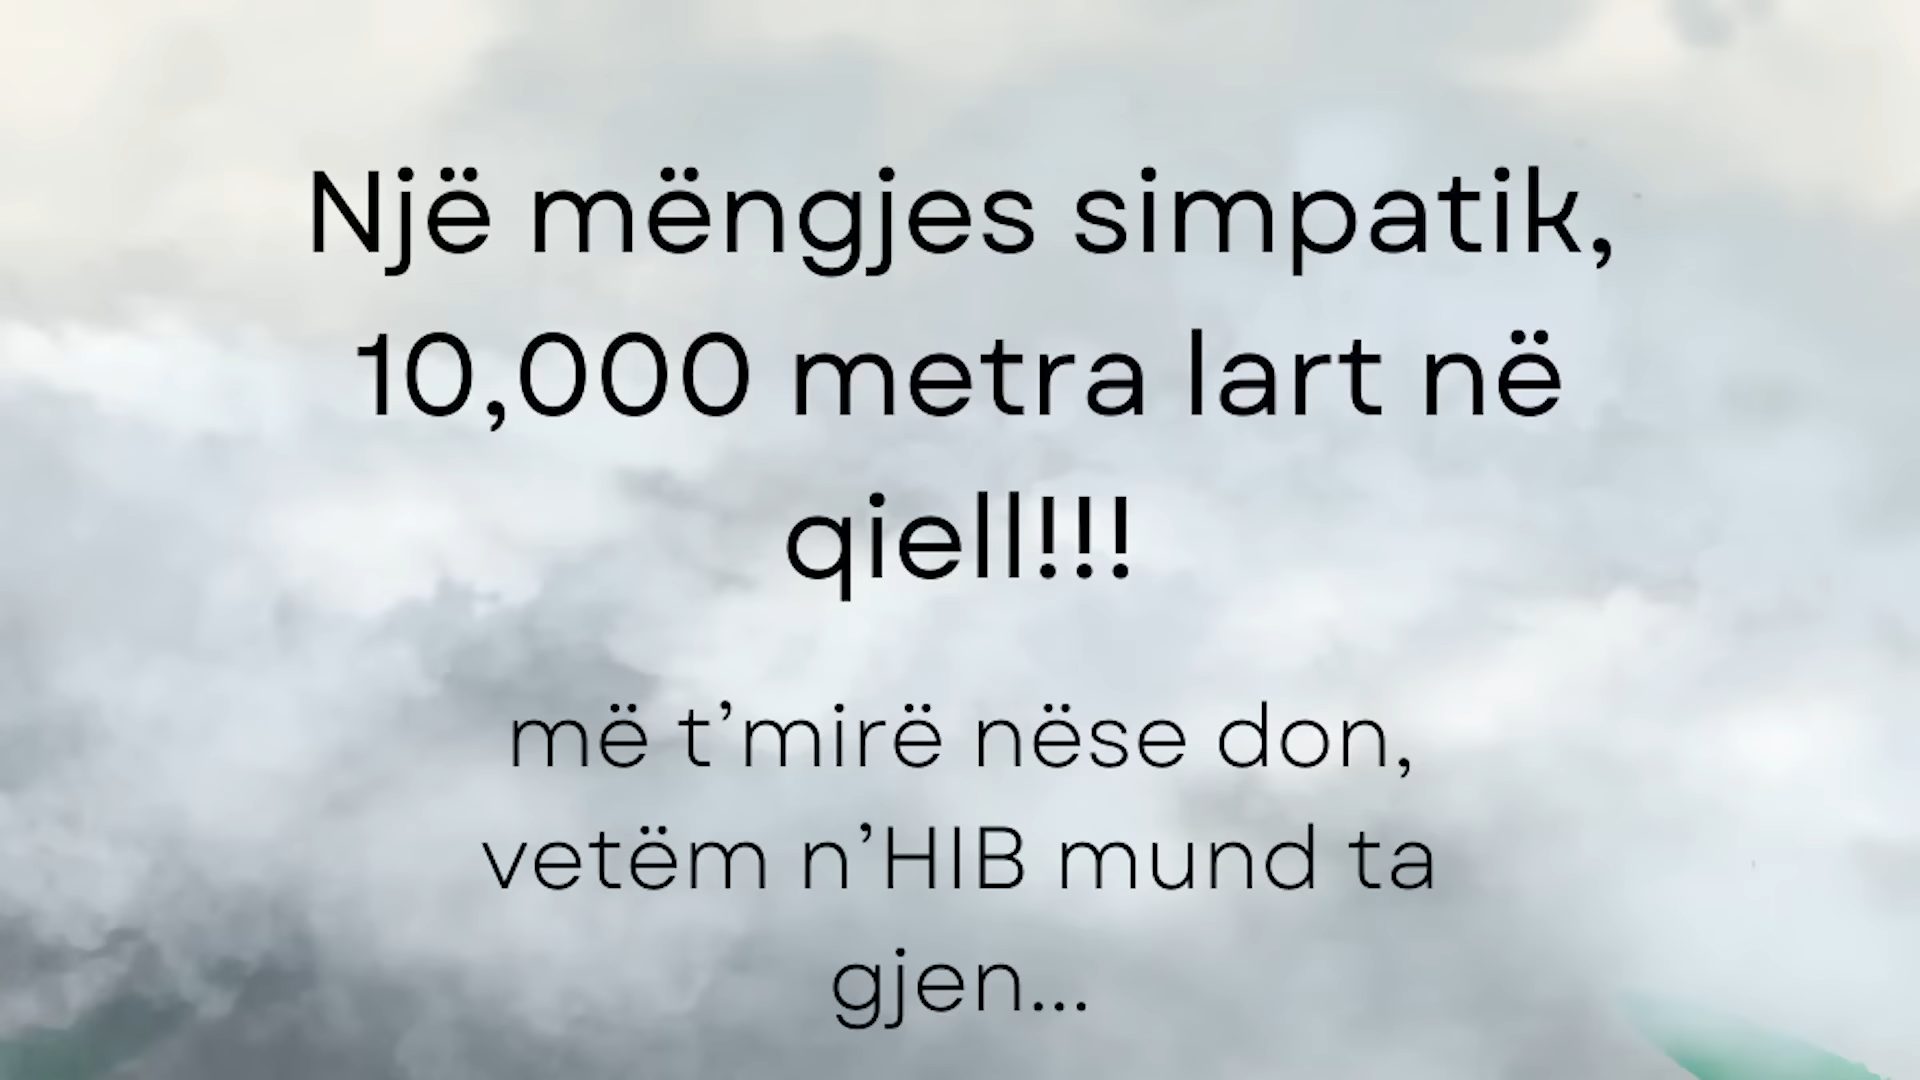 Një mëngjes simpatik,
10,000 metra lart në
qiell!!!
më t’mirë nëse don,
vetëm n’HIB mund ta
gjen...